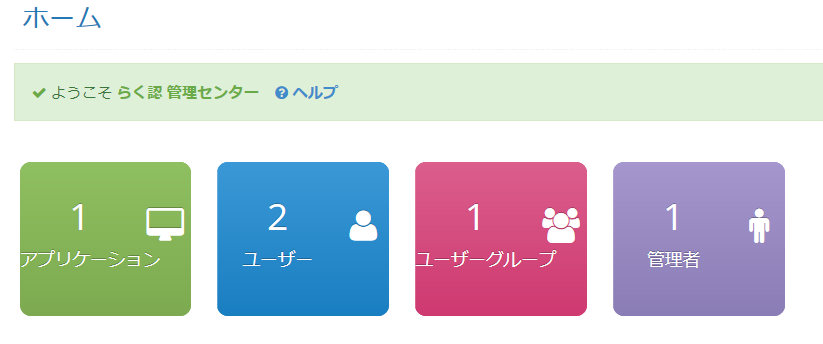 ホーム
ようこそ らく認 管理センター ヘルプ
1
アプリケーション
2
ユーザー
1
ユーザーグループ
1
管理者